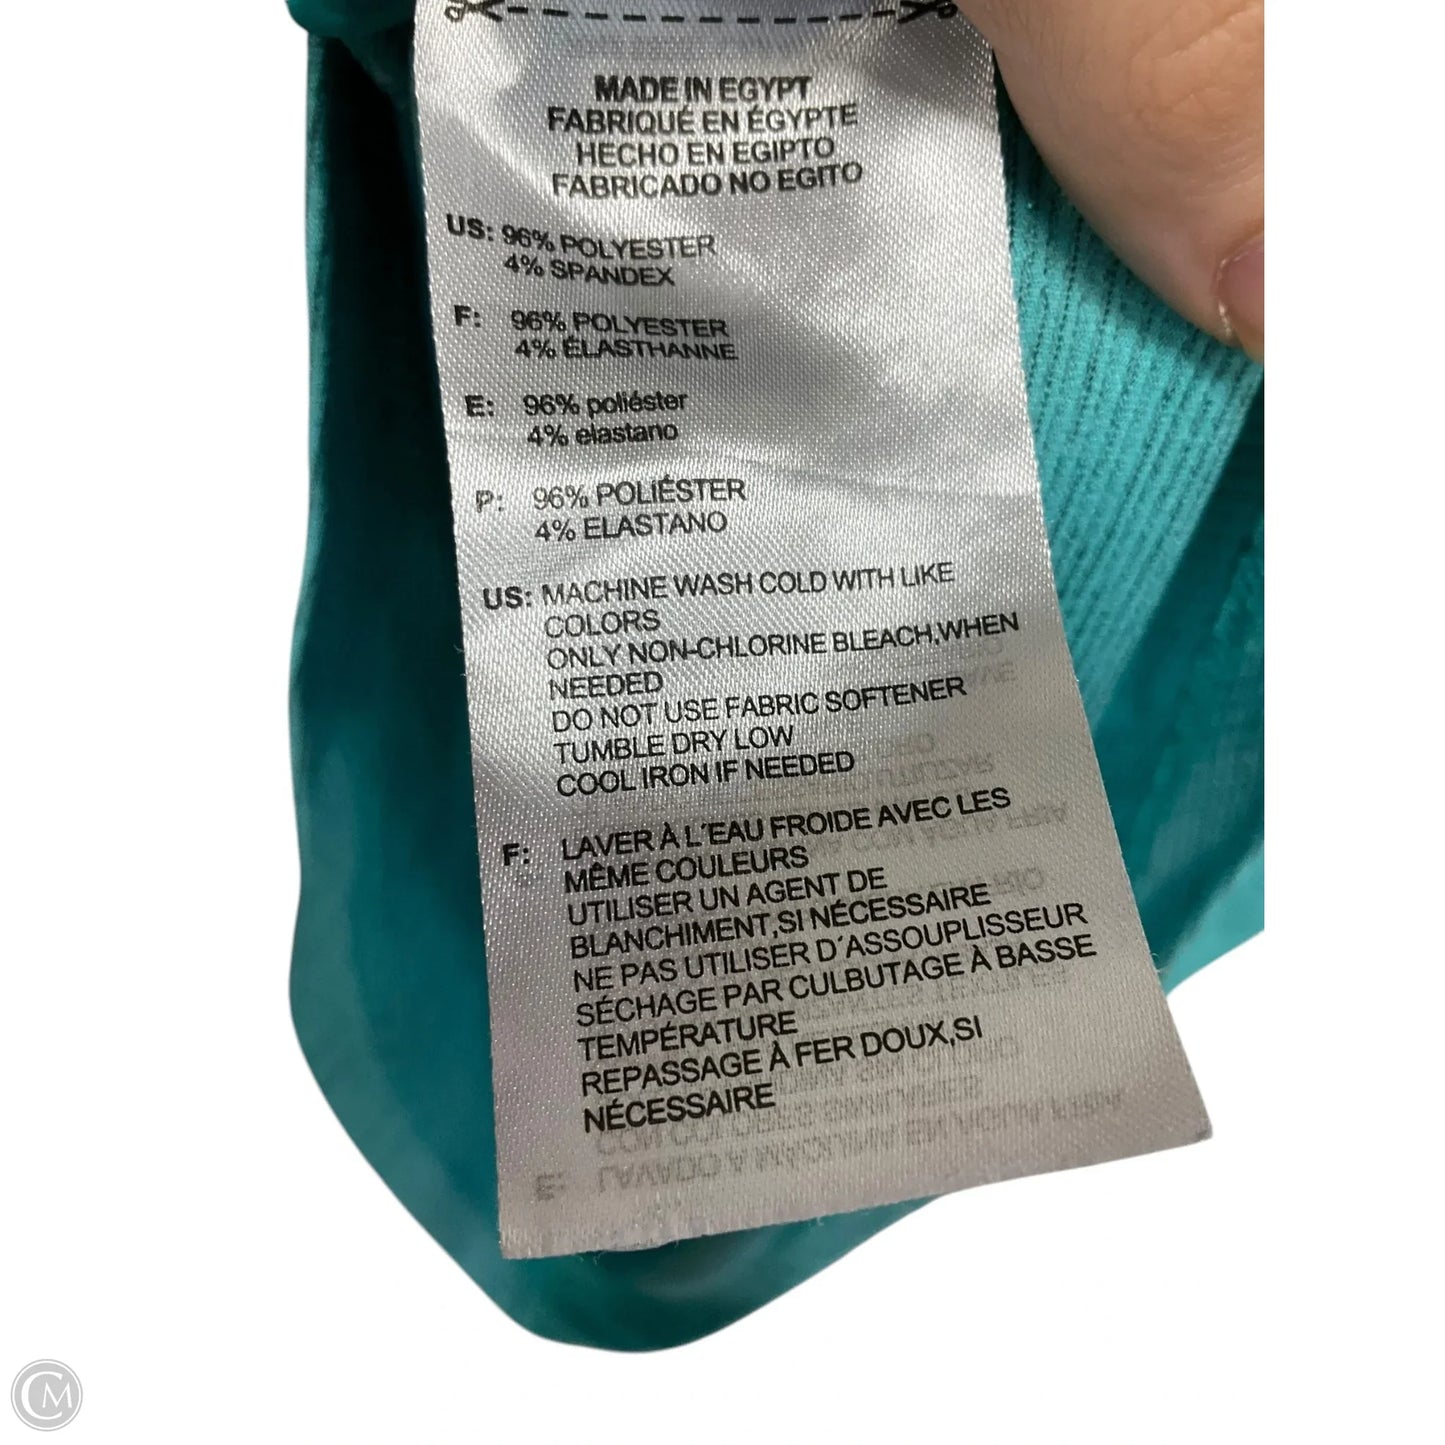 MADE IN EGYPT
FABRIQUÉ EN ÉGYPTE
HECHO EN EGIPTO
FABRICADO NO EGITO
US: 96% POLYESTER
4% SPANDEX
F: 96% POLYESTER
4% ÉLASTHANNE
E: 96% poliéster
4% elastano
P: 96% POLIÉSTER
4% ELASTANO
US: MACHINE WASH COLD WITH LIKE
COLORS
ONLY NON-CHLORINE BLEACH,WHEN
NEEDED
DO NOT USE FABRIC SOFTENER
TUMBLE DRY LOW
COOL IRON IF NEEDED
F: LAVER À L´EAU FROIDE AVEC LES
MÊME COULEURS
UTILISER UN AGENT DE
BLANCHIMENT,SI NÉCESSAIRE
NE PAS UTILISER D´ASSOUPLISSEUR
SÉCHAGE PAR CULBUTAGE À BASSE
TEMPÉRATURE
REPASSAGE À FER DOUX,SI
NÉCESSAIRE
CM